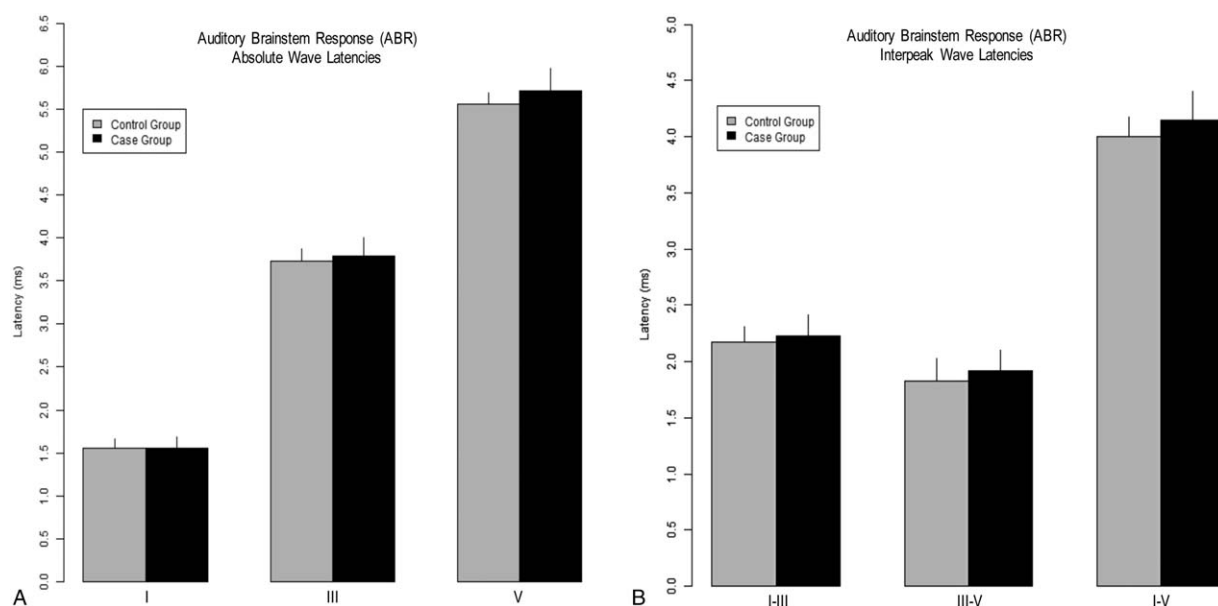 Auditory Brainstem Response (ABR)
Absolute Wave Latencies
Control Group
Case Group
Latency (ms)
6.5
6.0
5.5
5.0
4.5
4.0
3.5
3.0
2.5
2.0
1.5
1.0
0.5
0.0
I
III
V
A
Auditory Brainstem Response (ABR)
Interpeak Wave Latencies
Control Group
Case Group
Latency (ms)
5.0
4.5
4.0
3.5
3.0
2.5
2.0
1.5
1.0
0.5
0.0
I-III
III-V
I-V
B